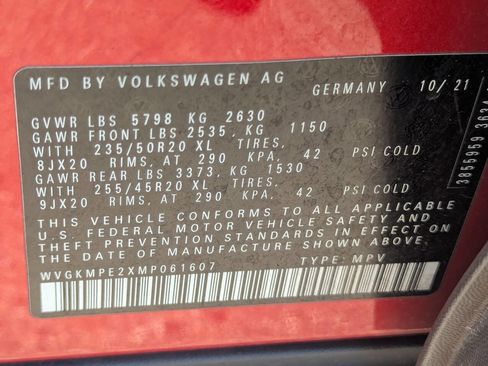 MFD BY VOLKSWAGEN AG
GERMANY 10/21
GVWR LBS 5798 KG 2630
GAWR FRONT LBS 2535, KG 1150
WITH 235/50R20 XL TIRES,
8JX20 RIMS, AT 290 KPA, 42 PSI COLD
GAWR REAR LBS 3373, KG 1530
WITH 255/45R20 XL TIRES,
9JX20 RIMS, AT 290 KPA, 42 PSI COLD
THIS VEHICLE CONFORMS TO ALL APPLICABLE
U.S. FEDERAL MOTOR VEHICLE SAFETY AND
THEFT PREVENTION STANDARDS IN EFFECT ON
THE DATE OF MANUFACTURE SHOWN ABOVE.
WVGKMPE2XMP061607 TYPE: MPV
3855959 3634